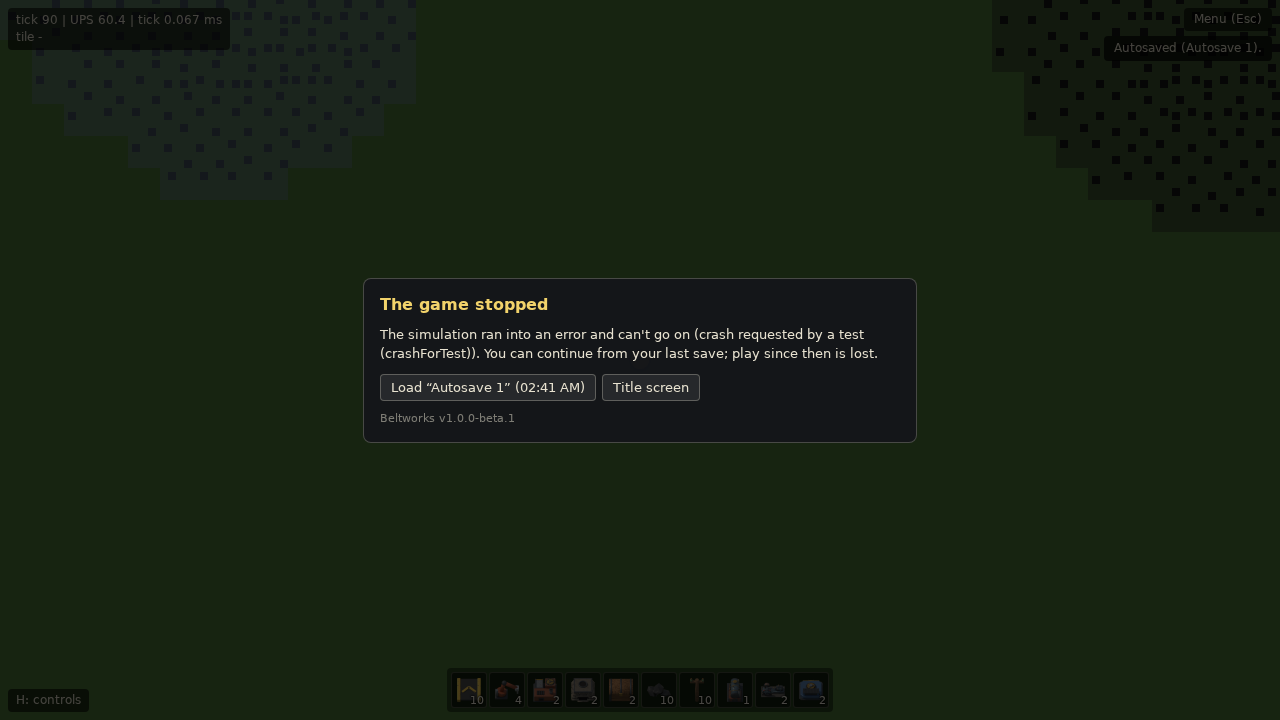 tick 90 | UPS 60.4 | tick 0.067 ms
tile -
Menu (Esc)
Autosaved (Autosave 1).
The game stopped
The simulation ran into an error and can't go on (crash requested by a test
(crashForTest)). You can continue from your last save; play since then is lost.
Load “Autosave 1” (02:41 AM)
Title screen
Beltworks v1.0.0-beta.1
H: controls
10 4 2 2 2 10 10 1 2 2